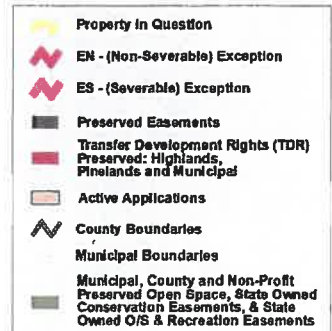 Property In Question
EN - (Non-Severable) Exception
ES - (Severable) Exception
Preserved Easements
Transfer Development Rights (TDR)
Preserved: Highlands,
Pinelands and Municipal
Active Applications
County Boundaries
Municipal Boundaries
Municipal, County and Non-Profit
Preserved Open Space, State Owned
Conservation Easements, & State
Owned O/S & Recreation Easements